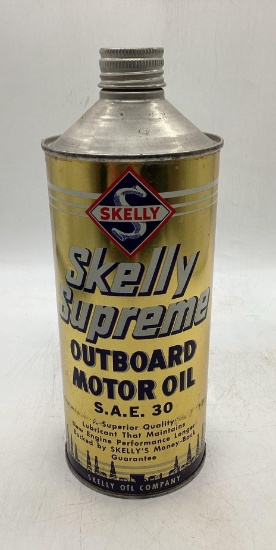 SKELLY
Skelly
Supreme
OUTBOARD
MOTOR OIL
S.A.E. 30
Superior Quality
Lubricant That Maintains
New Engine Performance Longer
Backed by SKELLY'S Money-Back
Guarantee
SKELLY OIL COMPANY